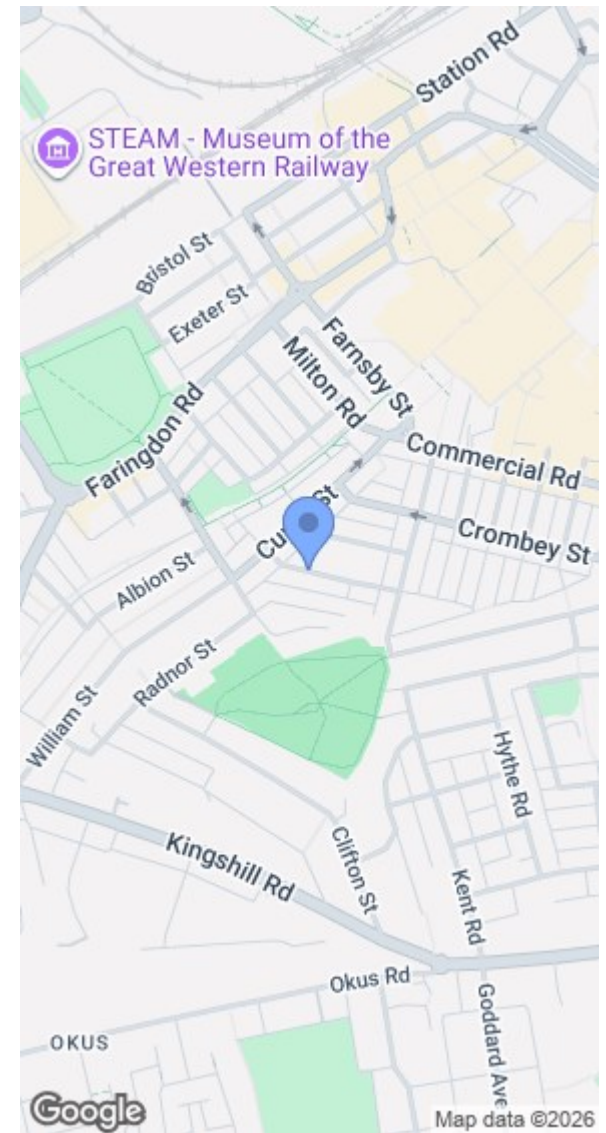 Station Rd
STEAM - Museum of the
Great Western Railway
Bristol St
Exeter St
Farnsby St
Milton Rd
Faringdon Rd
Commercial Rd
Crombey St
Albion St
Radnor St
William St
Hythe Rd
Clifton St
Kingshill Rd
Kent Rd
Okus Rd
Goddard Ave
OKUS
Google
Map data ©2026